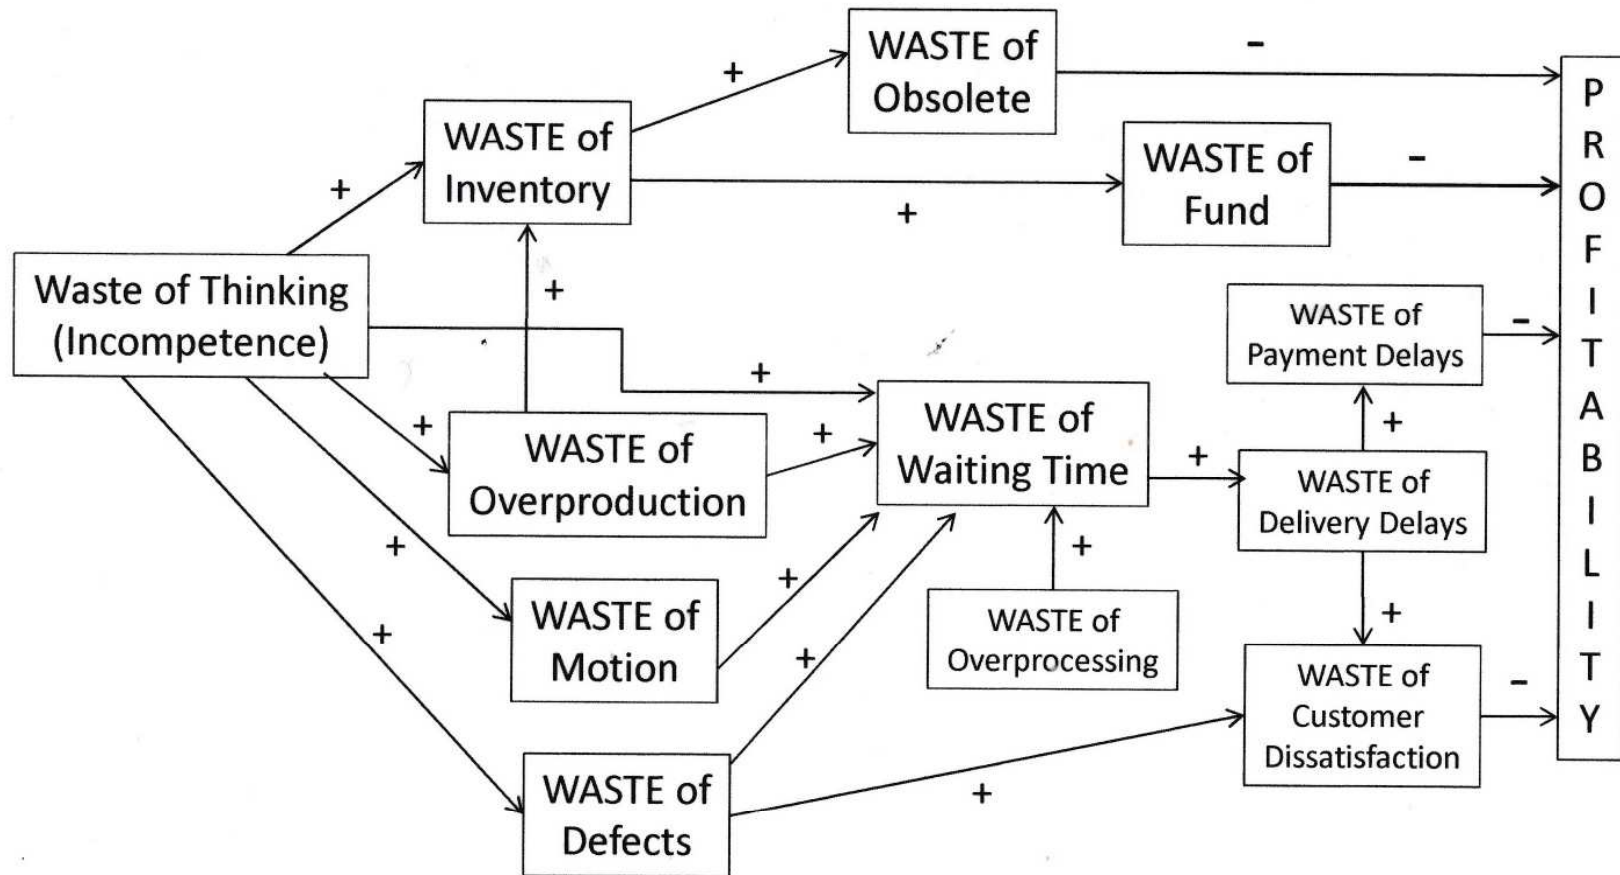 WASTE of
Obsolete
WASTE of
Inventory
WASTE of
Fund
Waste of Thinking
(Incompetence)
WASTE of
Overproduction
WASTE of
Waiting Time
WASTE of
Payment Delays
WASTE of
Delivery Delays
WASTE of
Motion
WASTE of
Overprocessing
WASTE of
Customer
Dissatisfaction
WASTE of
Defects
P
R
O
F
I
T
A
B
I
L
I
T
Y
+
−
+
+
−
+
+
+
+
+
−
+
+
+
+
+
+
+
+
−
+